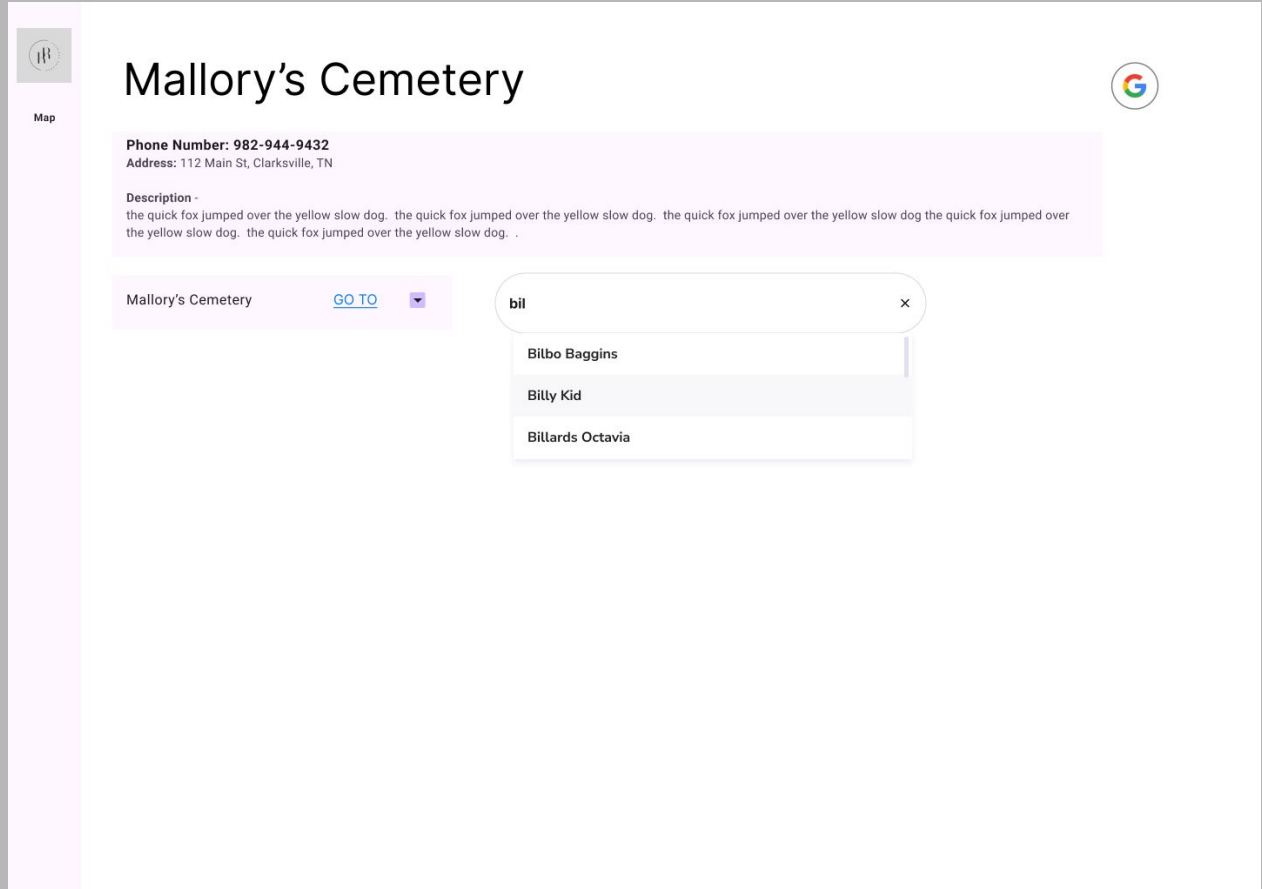 Map
Mallory’s Cemetery
G
Phone Number: 982-944-9432
Address: 112 Main St, Clarksville, TN
Description -
the quick fox jumped over the yellow slow dog.  the quick fox jumped over the yellow slow dog.  the quick fox jumped over the yellow slow dog the quick fox jumped over
the yellow slow dog.  the quick fox jumped over the yellow slow dog.  .
Mallory’s Cemetery GO TO
bil ×
Bilbo Baggins
Billy Kid
Billards Octavia